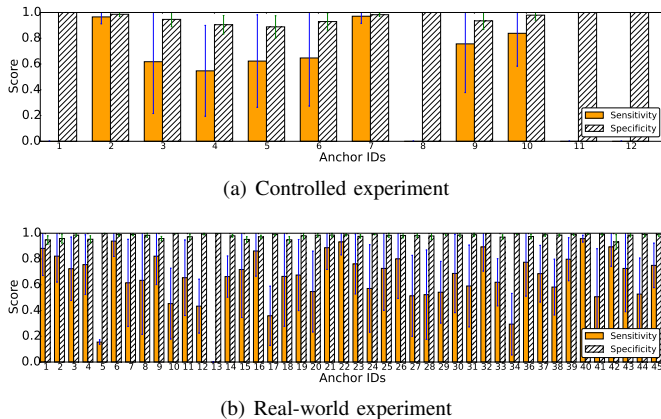 1.0
0.8
0.6
0.4
0.2
0.0
Score
1 2 3 4 5 6 7 8 9 10 11 12
Anchor IDs
Sensitivity
Specificity
(a) Controlled experiment
1.0
0.8
0.6
0.4
0.2
0.0
Score
1 2 3 4 5 6 7 8 9 10 11 12 13 14 15 16 17 18 19 20 21 22 23 24 25 26 27 28 29 30 31 32 33 34 35 36 37 38 39 40 41 42 43 44 45
Anchor IDs
Sensitivity
Specificity
(b) Real-world experiment